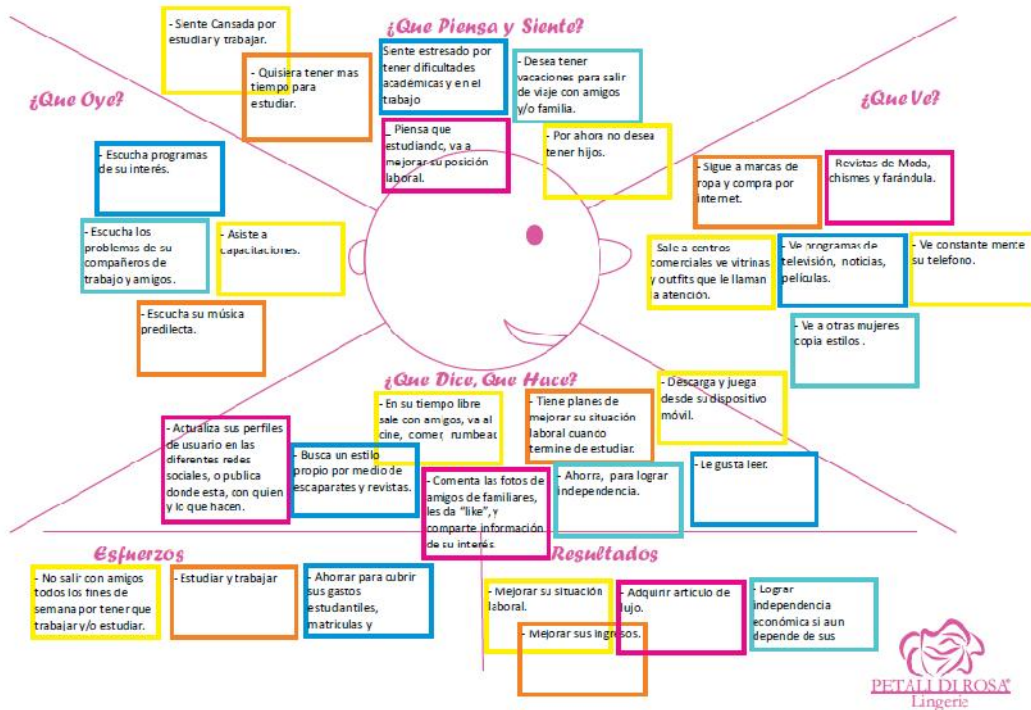 ¿Que Piensa y Siente?
- Siente Cansada por
estudiar y trabajar.
- Quisiera tener mas
tiempo para
estudiar.
Siente estresado por
tener dificultades
académicas y en el
trabajo
- Desea tener
vacaciones para salir
de viaje con amigos
y/o familia.
_ Piensa que
estudiando, va a
mejorar su posición
laboral.
- Por ahora no desea
tener hijos.
¿Que Oye?
- Escucha programas
de su interés.
- Escucha los
problemas de su
compañeros de
trabajo y amigos.
- Asiste a
capacitaciones.
- Escucha su música
predilecta.
¿Que Ve?
- Sigue a marcas de
ropa y compra por
internet.
Revistas de Moda,
chismes y farándula.
Sale a centros
comerciales ve vitrinas
y outfits que le llaman
la atención.
- Ve programas de
televisión, noticias,
películas.
- Ve constante mente
su telefono.
- Ve a otras mujeres
copia estilos .
¿Que Dice, Que Hace?
- Actualiza sus perfiles
de usuario en las
diferentes redes
sociales, o publica
donde esta, con quien
y lo que hacen.
- Busca un estilo
propio por medio de
escaparates y revistas.
- En su tiempo libre
sale con amigos, va al
cine, comer, rumbear
- Comenta las fotos de
amigos de familiares,
les da "like", y
comparte información
de su interés.
- Tiene planes de
mejorar su situación
laboral cuando
termine de estudiar.
- Ahorra, para lograr
independencia.
- Descarga y juega
desde su dispositivo
móvil.
- Le gusta leer.
Esfuerzos
- No salir con amigos
todos los fines de
semana por tener que
trabajar y/o estudiar.
- Estudiar y trabajar
- Ahorrar para cubrir
sus gastos
estudiantiles,
matriculas y
Resultados
- Mejorar su situación
laboral.
- Mejorar sus ingresos.
- Adquirir articulo de
lujo.
- Lograr
independencia
económica si aun
depende de sus
PETALI DI ROSA®
Lingerie